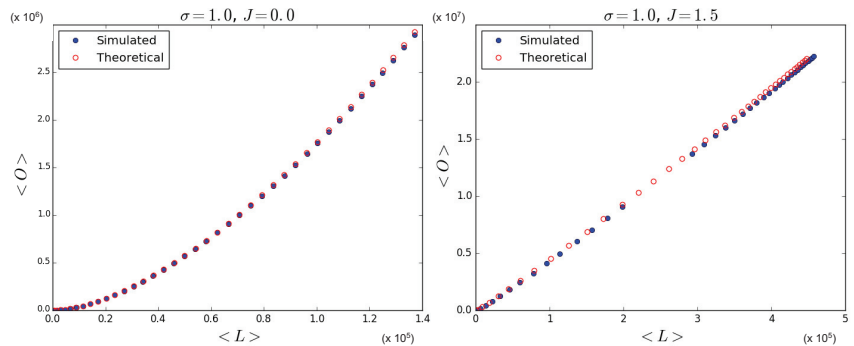 (x 10⁶)
σ = 1.0, J = 0.0
Simulated
Theoretical
2.5
2.0
1.5
1.0
0.5
0.0
< O >
0.0
0.2
0.4
0.6
0.8
1.0
1.2
1.4
< L >
(x 10⁵)
(x 10⁷)
σ = 1.0, J = 1.5
Simulated
Theoretical
2.0
1.5
1.0
0.5
0.0
< O >
0
1
2
3
4
5
< L >
(x 10⁵)